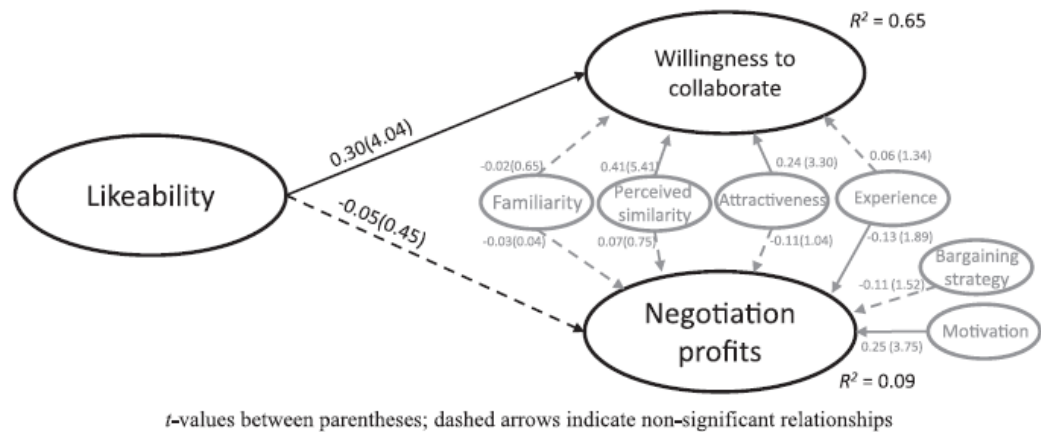 R² = 0.65
Willingness to
collaborate
0.30(4.04)
-0.02(0.65)
0.41(5.41)
0.24 (3.30)
0.06 (1.34)
Likeability
Familiarity
Perceived
similarity
Attractiveness
Experience
-0.05(0.45)
-0.03(0.04)
0.07(0.75)
-0.11(1.04)
-0.13 (1.89)
Bargaining
strategy
-0.11 (1.52)
Negotiation
profits
Motivation
0.25 (3.75)
R² = 0.09
t-values between parentheses; dashed arrows indicate non-significant relationships